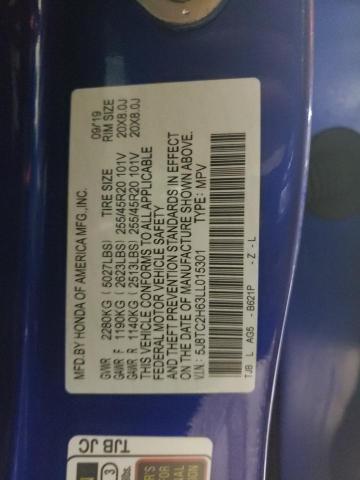 MFD.BY HONDA OF AMERICA MFG.,INC. 09/19
GVWR 2280KG (5027LBS) TIRE SIZE RIM SIZE
GAWR F 1190KG (2623LBS) 255/45R20 101V 20X8.0J
GAWR R 1140KG (2513LBS) 255/45R20 101V 20X8.0J
THIS VEHICLE CONFORMS TO ALL APPLICABLE
FEDERAL MOTOR VEHICLE SAFETY
AND THEFT PREVENTION STANDARDS IN EFFECT
ON THE DATE OF MANUFACTURE SHOWN ABOVE.
V.I.N.: 5J8TC2H63LL015301 TYPE: MPV
TJB L AG5 - B621P - Z - L
TJB JC
3
lbs.